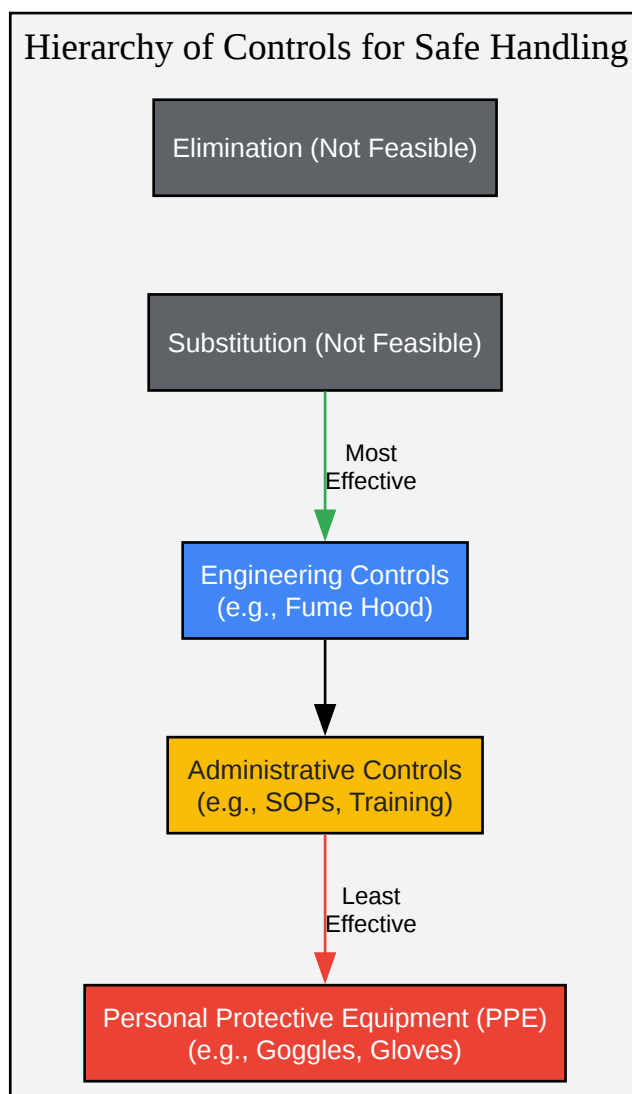 Hierarchy of Controls for Safe Handling
Elimination (Not Feasible)
Substitution (Not Feasible)
Most
Effective
Engineering Controls
(e.g., Fume Hood)
Administrative Controls
(e.g., SOPs, Training)
Least
Effective
Personal Protective Equipment (PPE)
(e.g., Goggles, Gloves)